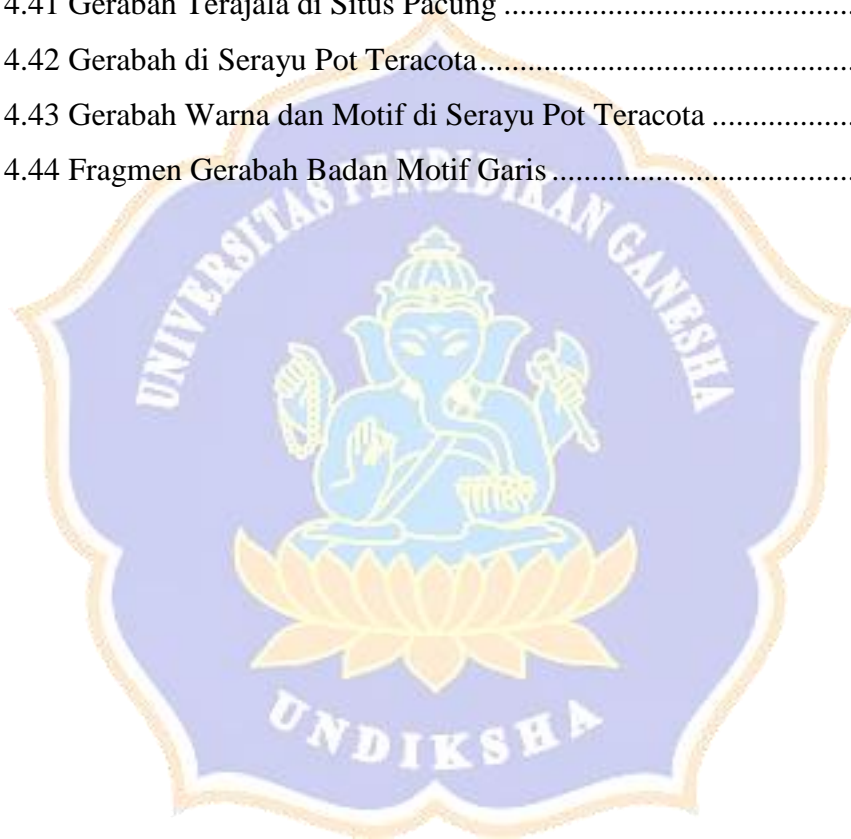 4.41 Gerabah Terajala di Situs Pacung ............................................
4.42 Gerabah di Serayu Pot Teracota ...............................................
4.43 Gerabah Warna dan Motif di Serayu Pot Teracota ..................
4.44 Fragmen Gerabah Badan Motif Garis ......................................
UNIVERSITAS PENDIDIKAN GANESHA
UNDIKSHA